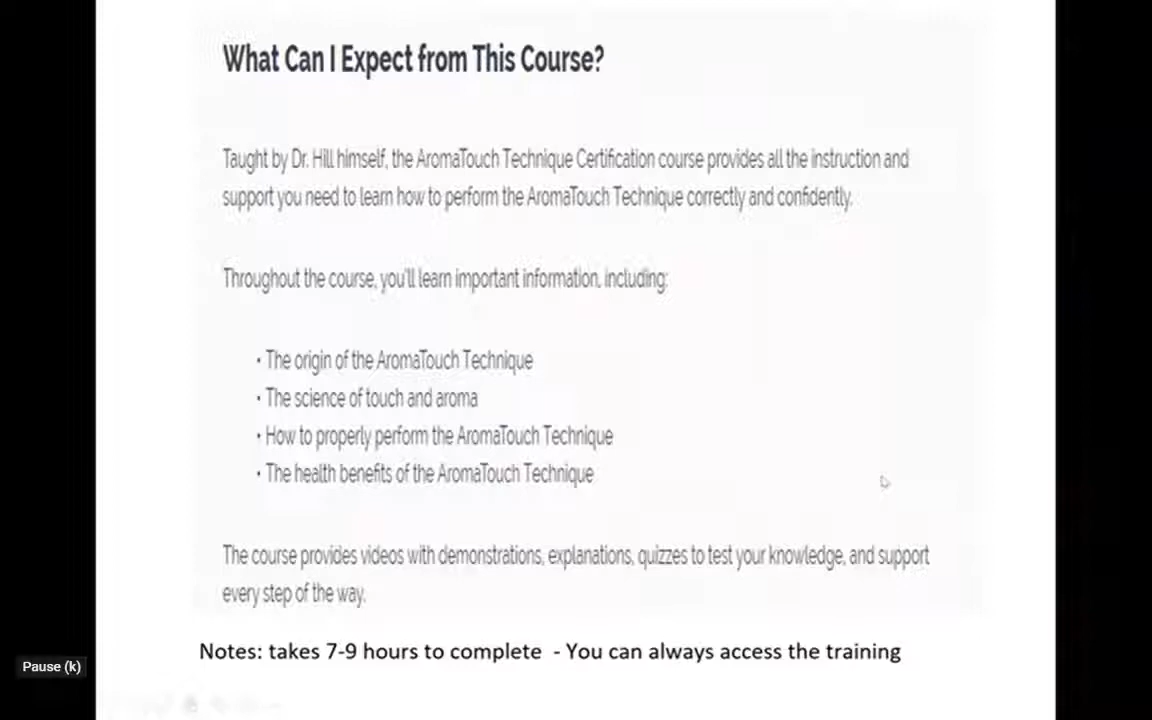 What Can I Expect from This Course?
Taught by Dr. Hill himself, the AromaTouch Technique Certification course provides all the instruction and
support you need to learn how to perform the AromaTouch Technique correctly and confidently.
Throughout the course, you'll learn important information, including:
• The origin of the AromaTouch Technique
• The science of touch and aroma
• How to properly perform the AromaTouch Technique
• The health benefits of the AromaTouch Technique
The course provides videos with demonstrations, explanations, quizzes to test your knowledge, and support
every step of the way.
Notes: takes 7-9 hours to complete - You can always access the training
Pause (k)